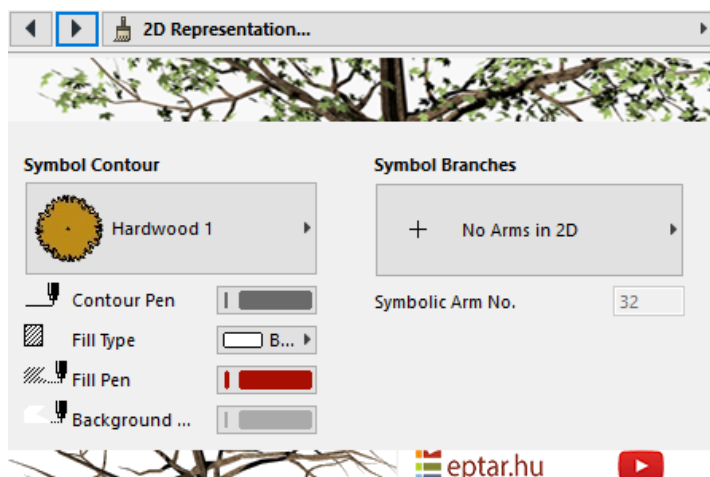 2D Representation...
Symbol Contour
Symbol Branches
Hardwood 1
No Arms in 2D
Contour Pen
Symbolic Arm No.
32
Fill Type
B...
Fill Pen
Background ...
eptar.hu